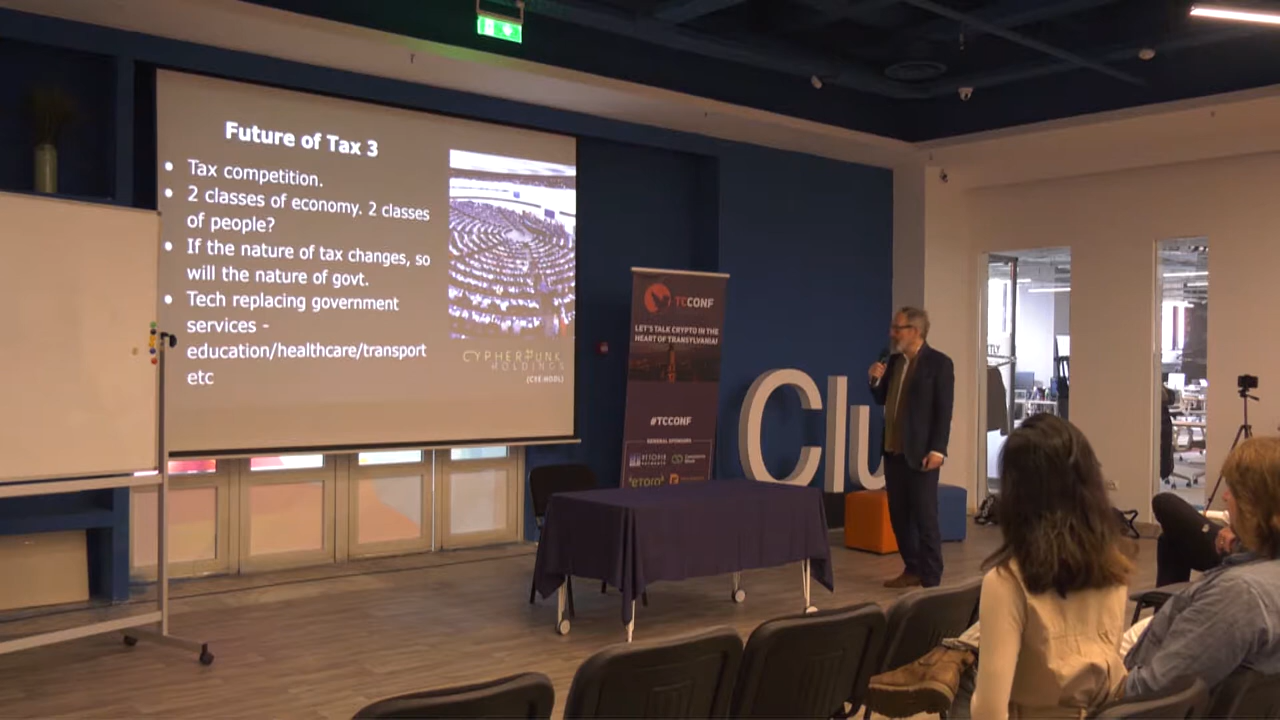 Future of Tax 3
• Tax competition.
• 2 classes of economy. 2 classes
of people?
• If the nature of tax changes, so
will the nature of govt.
• Tech replacing government
services -
education/healthcare/transport
etc
CYPHERPUNK
HOLDINGS
(CSE:HODL)
TCCONF
LET'S TALK CRYPTO IN THE
HEART OF TRANSYLVANIA!
#TCCONF
GENERAL SPONSORS
eToro
Clu